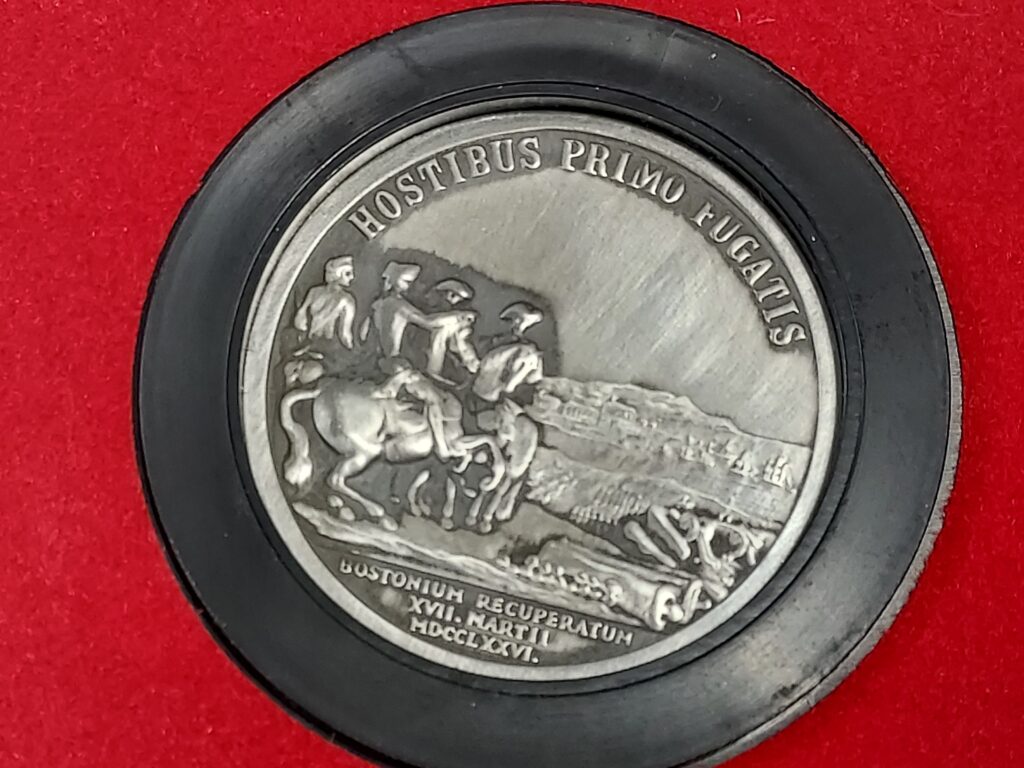 HOSTIBUS PRIMO FUGATIS
BOSTONIUM RECUPERATUM
XVII. MARTII
MDCCLXXVI.